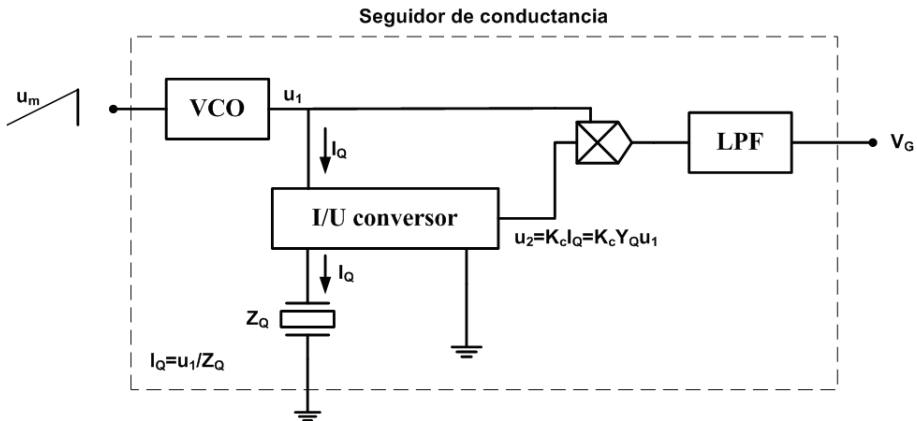 Seguidor de conductancia
u_m
VCO
u_1
I_Q
I/U conversor
u_2=K_cI_Q=K_cY_Qu_1
LPF
V_G
I_Q
Z_Q
I_Q=u_1/Z_Q